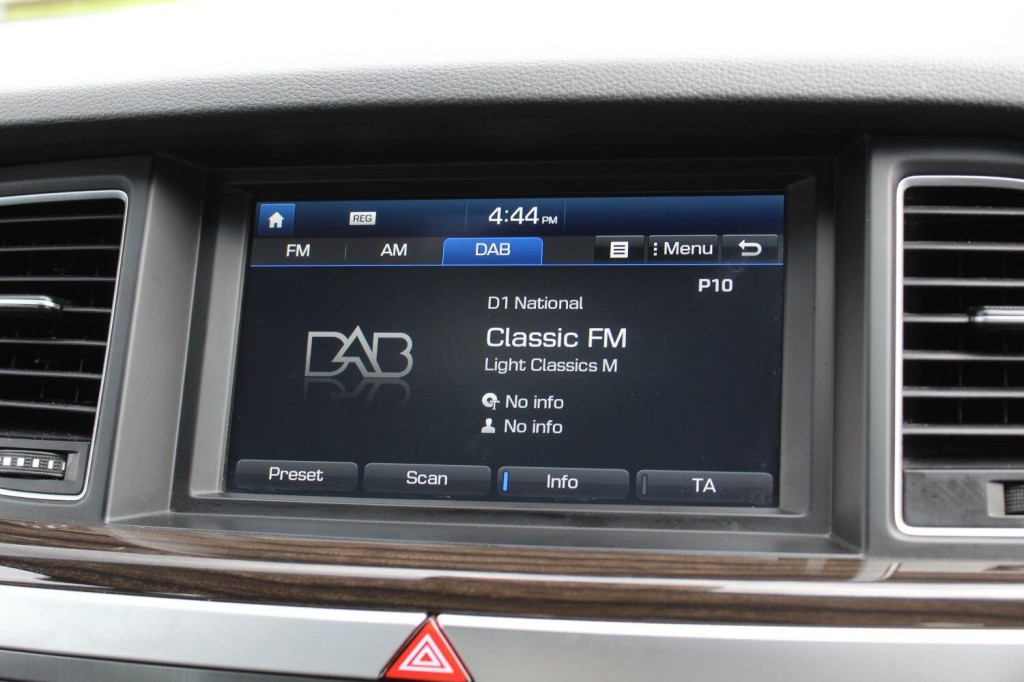 REG 4:44 PM
FM AM DAB Menu
P10
D1 National
Classic FM
Light Classics M
DAB
No info
No info
Preset Scan Info TA